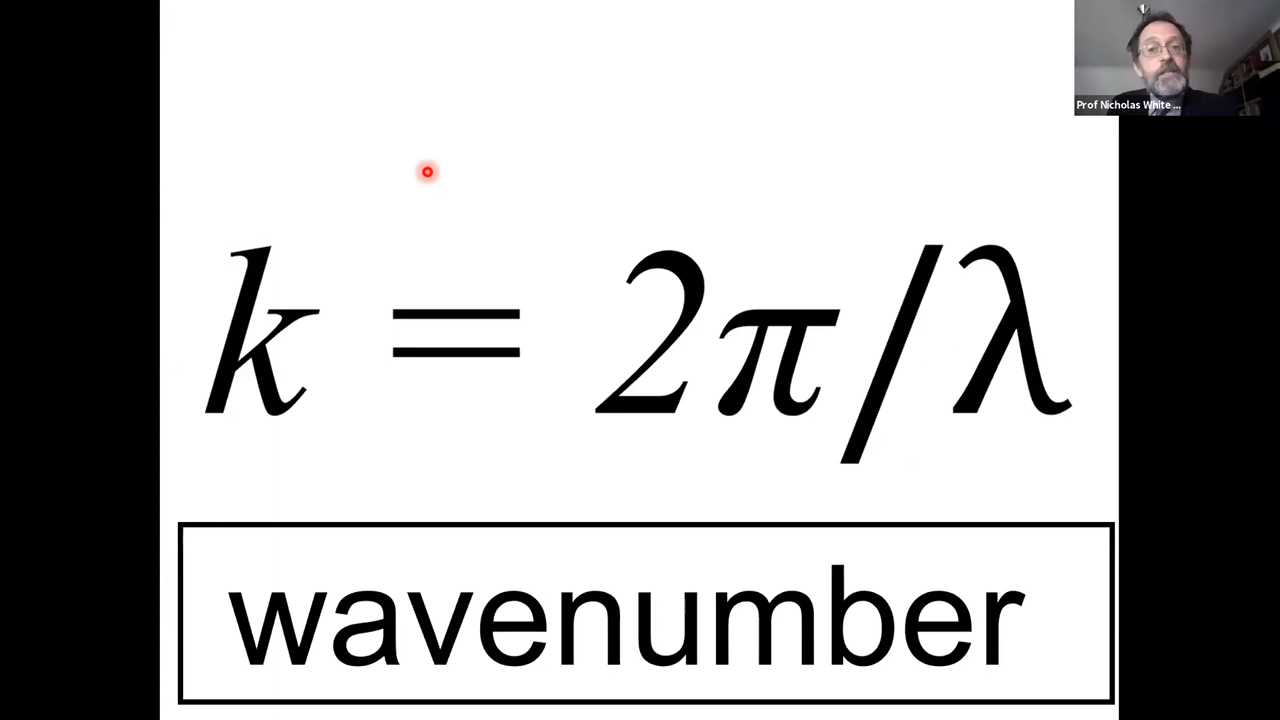 Prof Nicholas White ...
k = 2π/λ
wavenumber